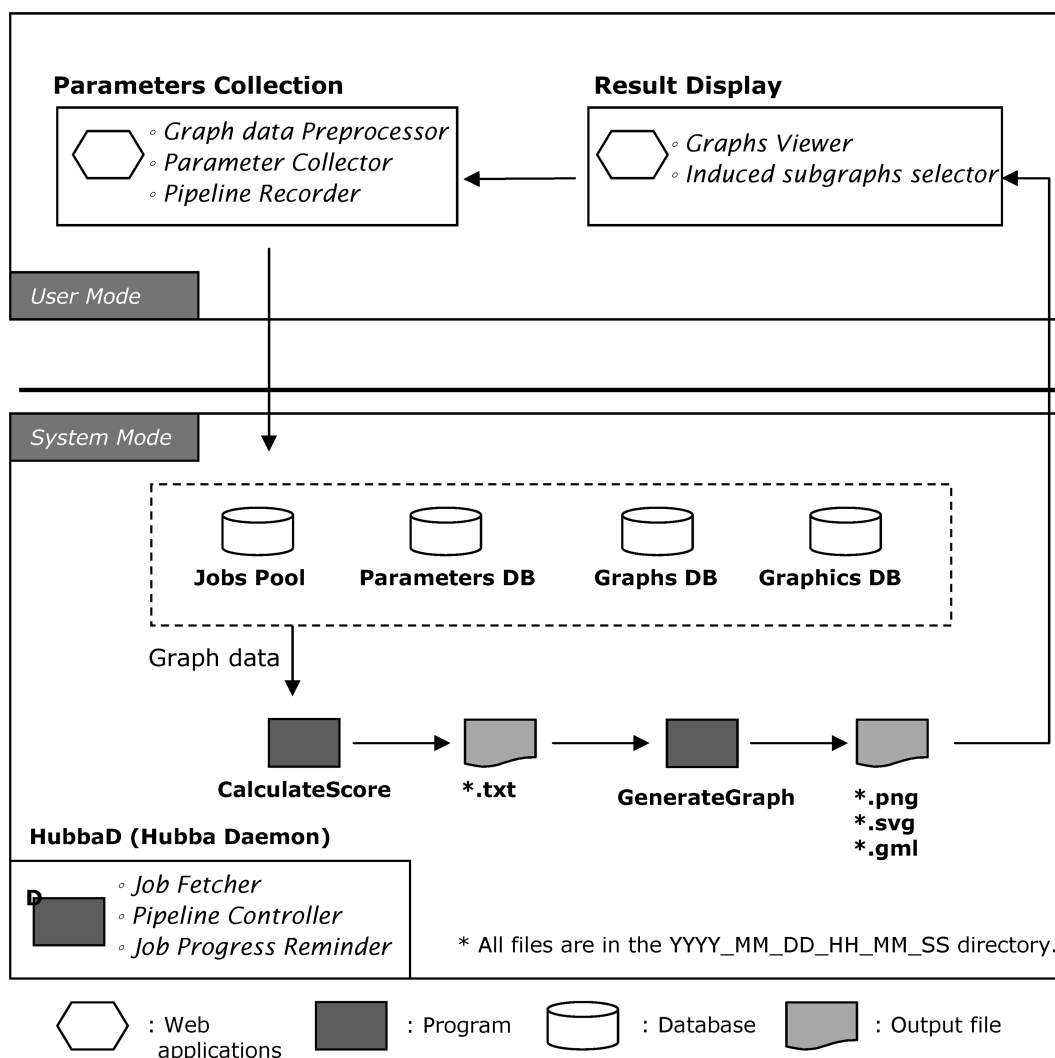 Parameters Collection
Result Display
◦ Graph data Preprocessor
◦ Parameter Collector
◦ Pipeline Recorder
◦ Graphs Viewer
◦ Induced subgraphs selector
User Mode
System Mode
Jobs Pool
Parameters DB
Graphs DB
Graphics DB
Graph data
CalculateScore
*.txt
GenerateGraph
*.png
*.svg
*.gml
HubbaD (Hubba Daemon)
D
◦ Job Fetcher
◦ Pipeline Controller
◦ Job Progress Reminder
* All files are in the YYYY_MM_DD_HH_MM_SS directory.
: Web
applications
: Program
: Database
: Output file